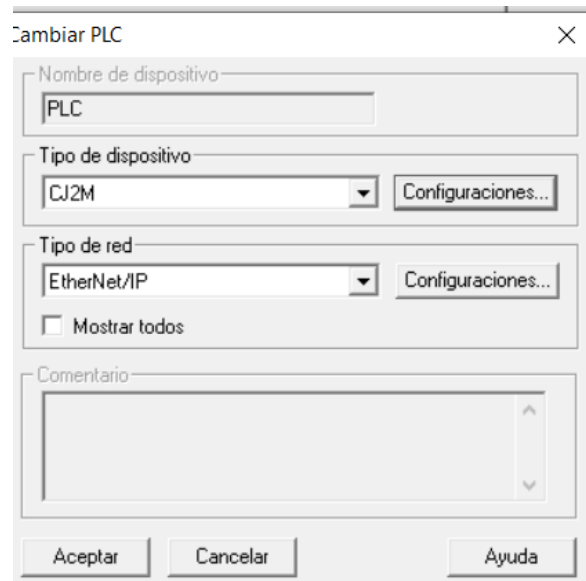 Cambiar PLC
Nombre de dispositivo
PLC
Tipo de dispositivo
CJ2M
Configuraciones...
Tipo de red
EtherNet/IP
Configuraciones...
Mostrar todos
Comentario
Aceptar
Cancelar
Ayuda